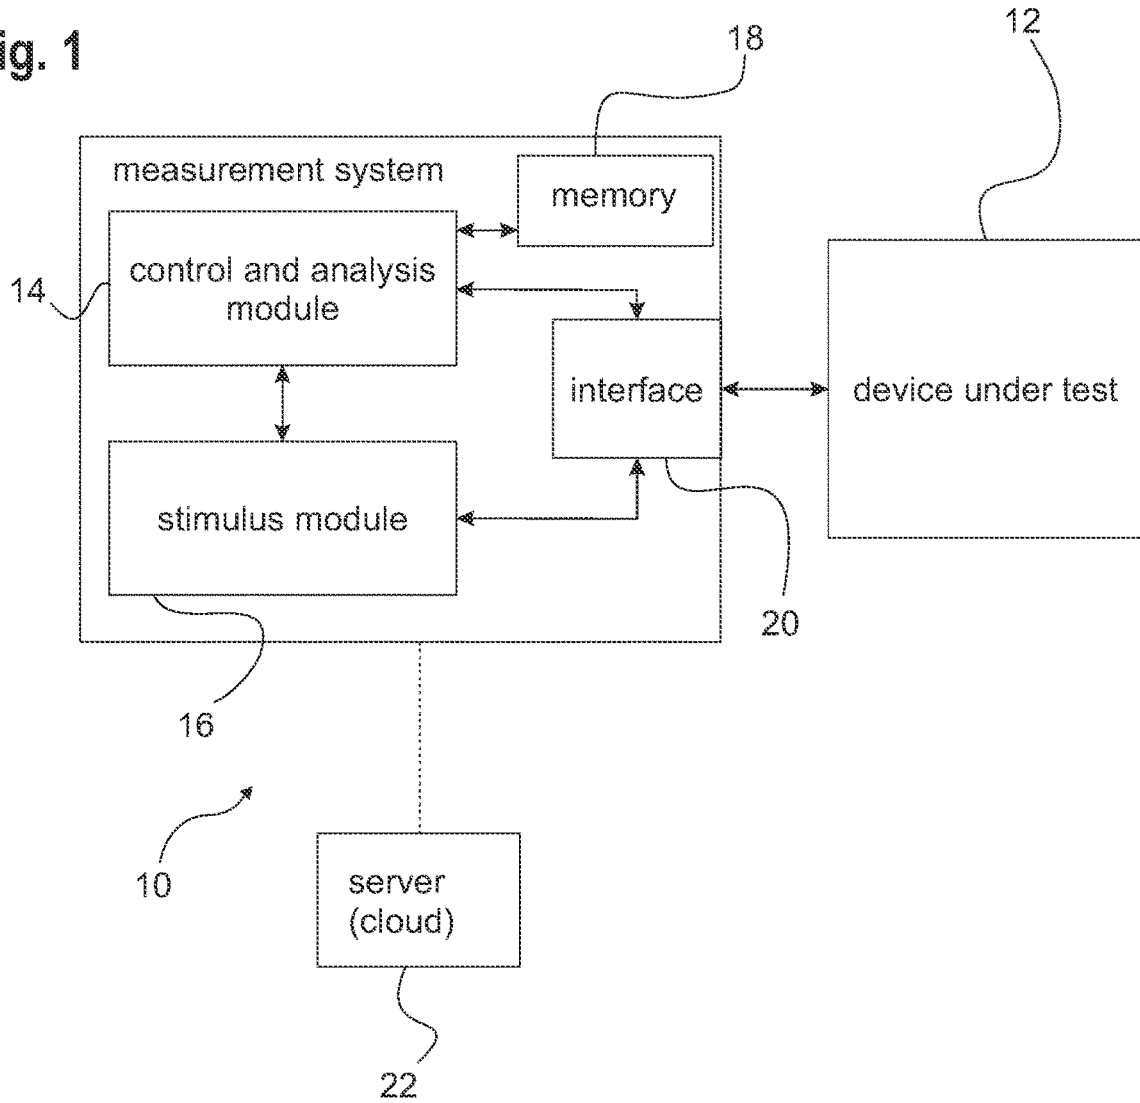 ig. 1
18
12
measurement system
memory
control and analysis
module
14
interface
device under test
stimulus module
20
16
10
server
(cloud)
22